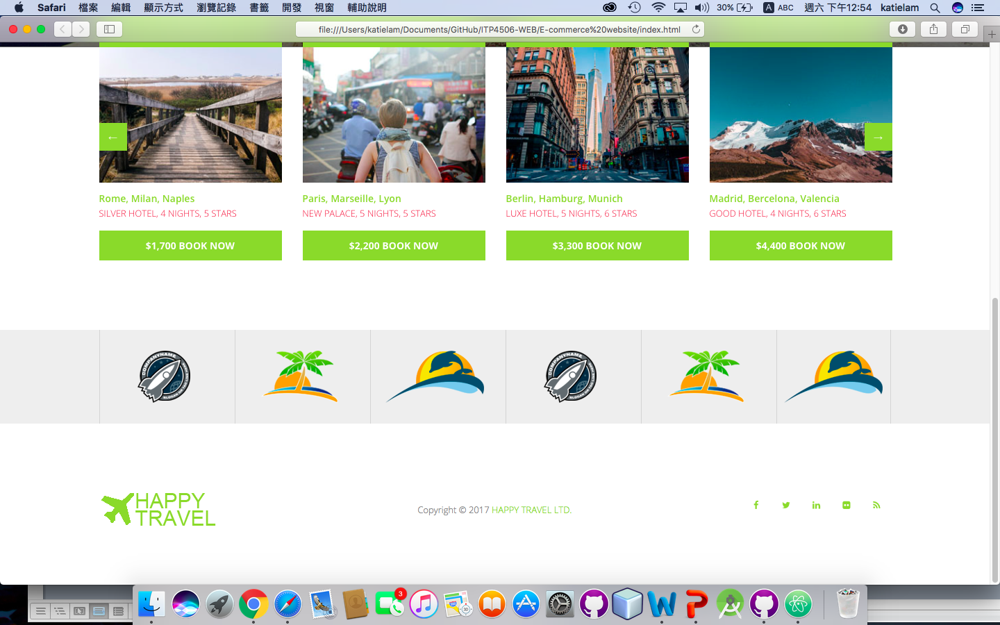 Safari 檔案 編輯 顯示方式 瀏覽記錄 書籤 開發 視窗 輔助說明 30% A ABC 週六 下午12:54 katielam
file:///Users/katielam/Documents/GitHub/ITP4506-WEB/E-commerce%20website/index.html
← →
Rome, Milan, Naples
SILVER HOTEL, 4 NIGHTS, 5 STARS
$1,700 BOOK NOW
Paris, Marseille, Lyon
NEW PALACE, 5 NIGHTS, 5 STARS
$2,200 BOOK NOW
Berlin, Hamburg, Munich
LUXE HOTEL, 5 NIGHTS, 6 STARS
$3,300 BOOK NOW
Madrid, Bercelona, Valencia
GOOD HOTEL, 4 NIGHTS, 6 STARS
$4,400 BOOK NOW
COMPANYNAME
COMPANYNAME
HAPPY
TRAVEL
Copyright © 2017 HAPPY TRAVEL LTD.
3